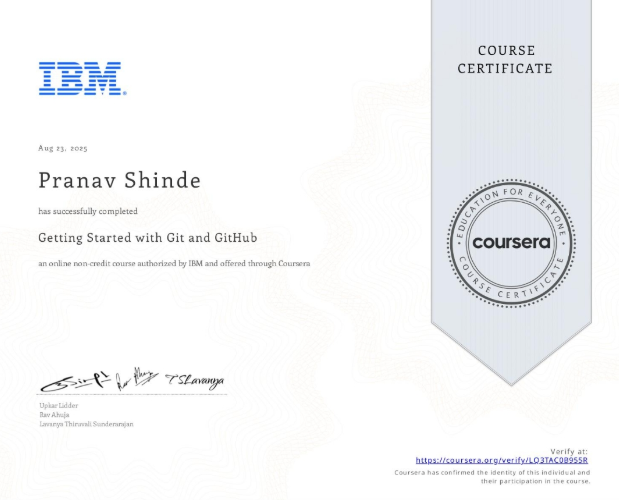 COURSE
CERTIFICATE
IBM
Aug 23, 2025
Pranav Shinde
has successfully completed
Getting Started with Git and GitHub
an online non-credit course authorized by IBM and offered through Coursera
EDUCATION FOR EVERYONE
coursera
COURSE CERTIFICATE
TSLavanya
Upkar Lidder
Rav Ahuja
Lavanya Thiruvali Sunderarajan
Verify at:
https://coursera.org/verify/LQ3TAC0B955R
Coursera has confirmed the identity of this individual and
their participation in the course.